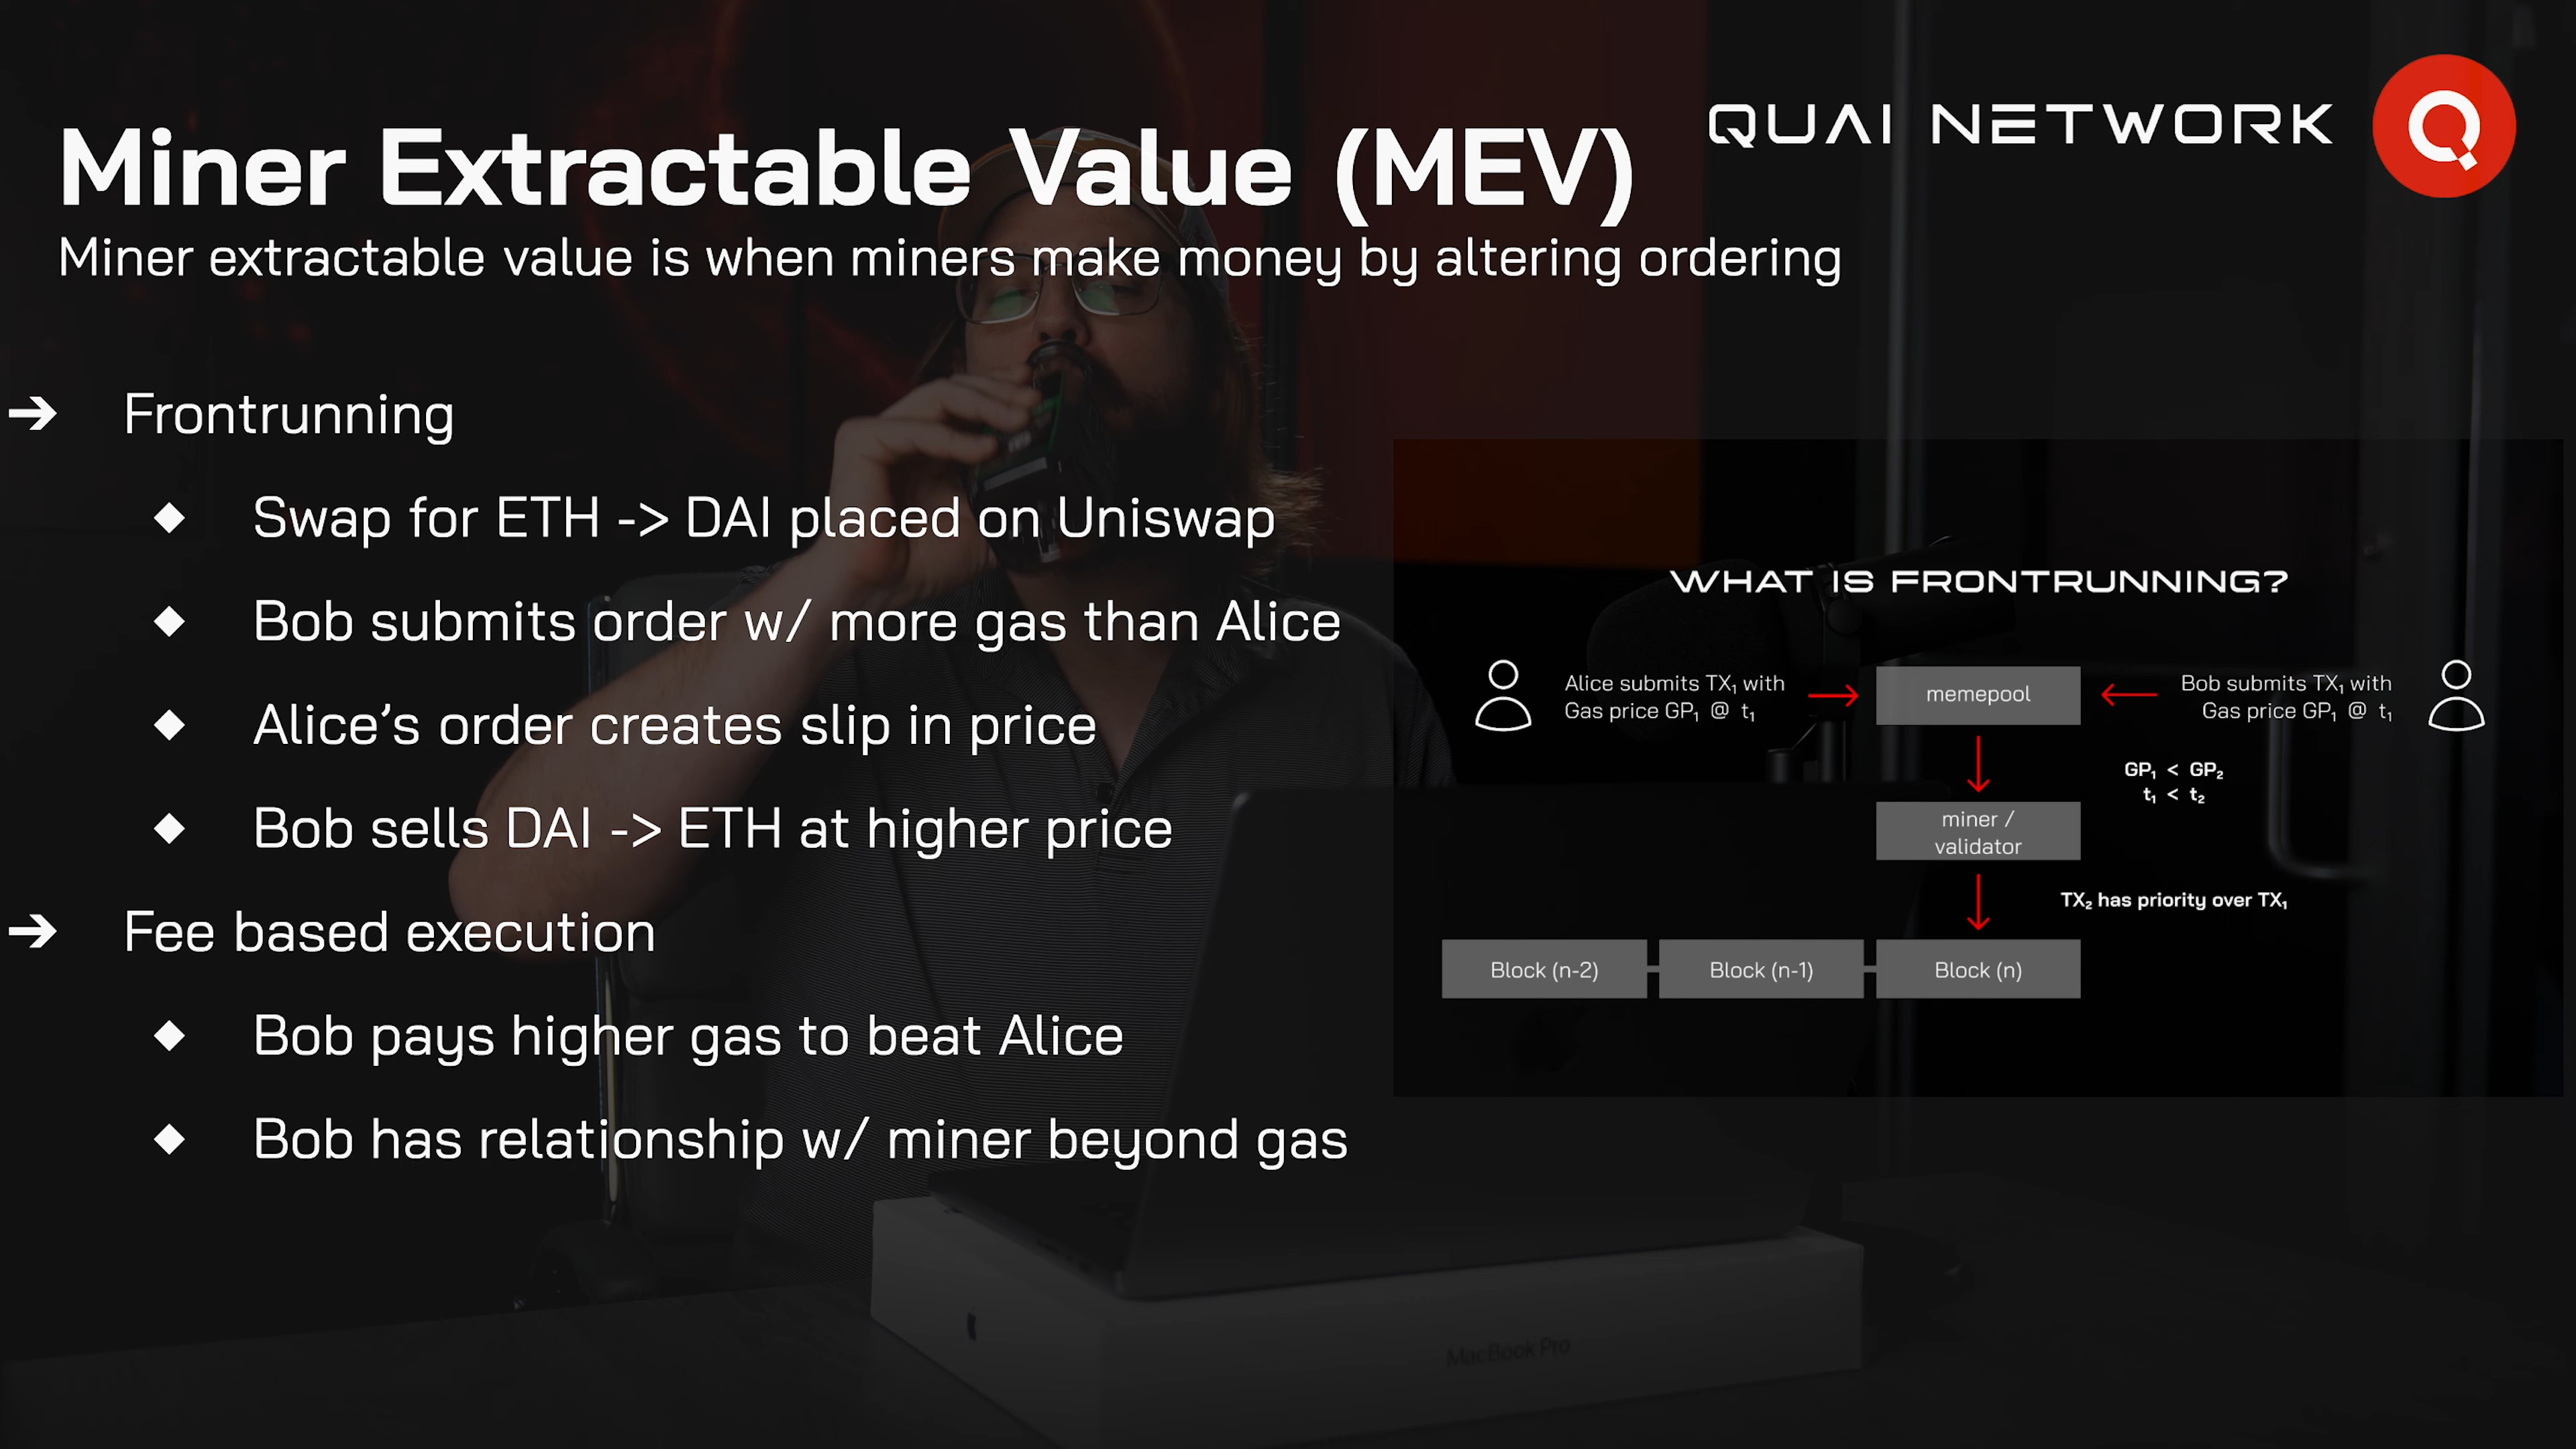 QUAI NETWORK
Miner Extractable Value (MEV)
Miner extractable value is when miners make money by altering ordering
→ Frontrunning
◆ Swap for ETH -> DAI placed on Uniswap
◆ Bob submits order w/ more gas than Alice
◆ Alice's order creates slip in price
◆ Bob sells DAI -> ETH at higher price
→ Fee based execution
◆ Bob pays higher gas to beat Alice
◆ Bob has relationship w/ miner beyond gas
WHAT IS FRONTRUNNING?
Alice submits TX₁ with
Gas price GP₁ @ t₁
memepool
Bob submits TX₁ with
Gas price GP₁ @ t₁
GP₁ < GP₂
t₁ < t₂
miner /
validator
TX₂ has priority over TX₁
Block (n-2)
Block (n-1)
Block (n)
MacBook Pro